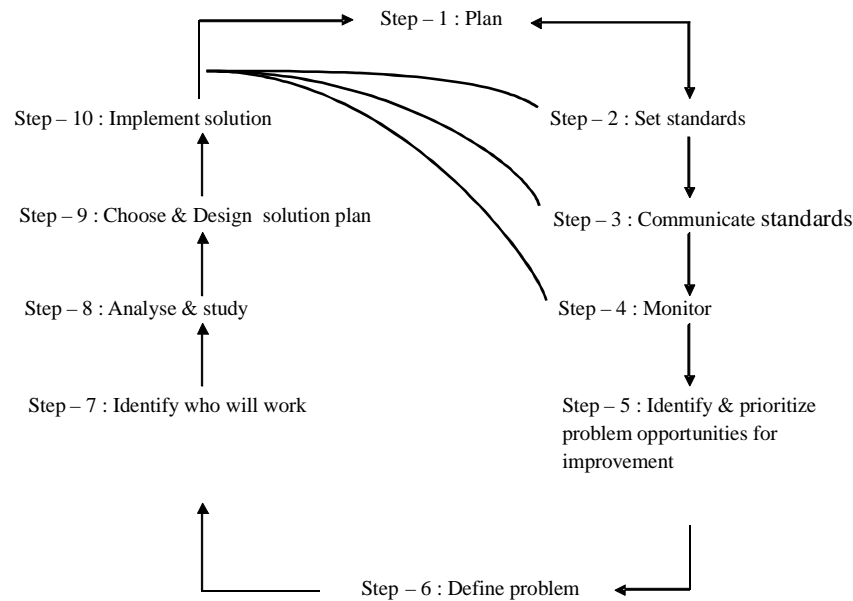 Step – 1 : Plan
Step – 10 : Implement solution
Step – 2 : Set standards
Step – 9 : Choose & Design solution plan
Step – 3 : Communicate standards
Step – 8 : Analyse & study
Step – 4 : Monitor
Step – 7 : Identify who will work
Step – 5 : Identify & prioritize
problem opportunities for
improvement
Step – 6 : Define problem